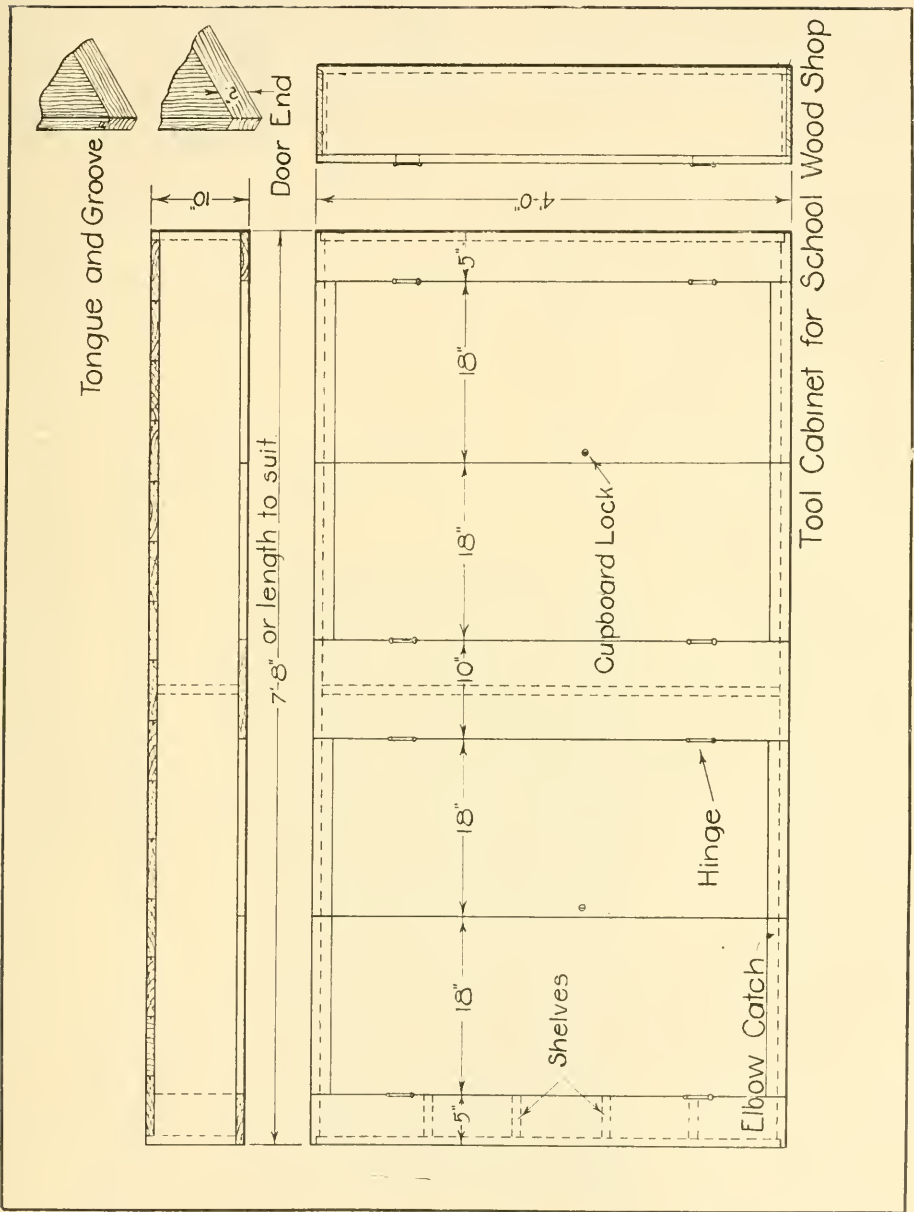 Tongue and Groove
2"
Door End
10"
7'-8" or length to suit
4'-0"
5"
18"
18"
10"
18"
18"
5"
Cupboard Lock
Hinge
Shelves
Elbow Catch
Tool Cabinet for School Wood Shop